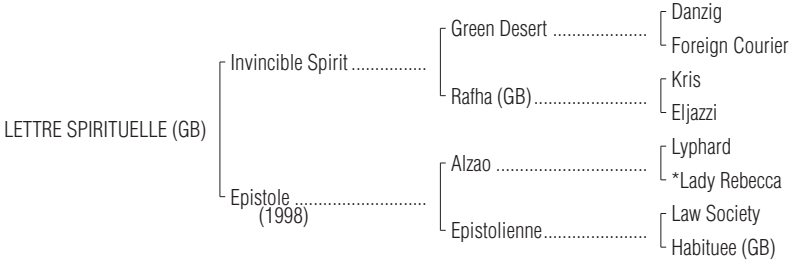 Danzig
Green Desert ....................
Foreign Courier
Invincible Spirit ................
Kris
Rafha (GB) ........................
Eljazzi
LETTRE SPIRITUELLE (GB)
Lyphard
Alzao ................................
*Lady Rebecca
Epistole ............................
(1998)
Law Society
Epistolienne ......................
Habituee (GB)